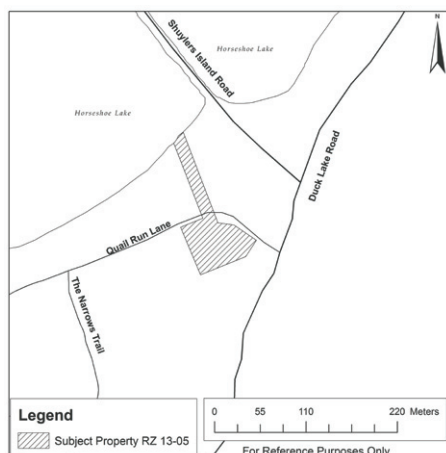 N
Shuylers Island Road
Horseshoe Lake
Horseshoe Lake
Duck Lake Road
Quail Run Lane
The Narrows Trail
Legend
Subject Property RZ 13-05
0 55 110 220 Meters
For Reference Purposes Only